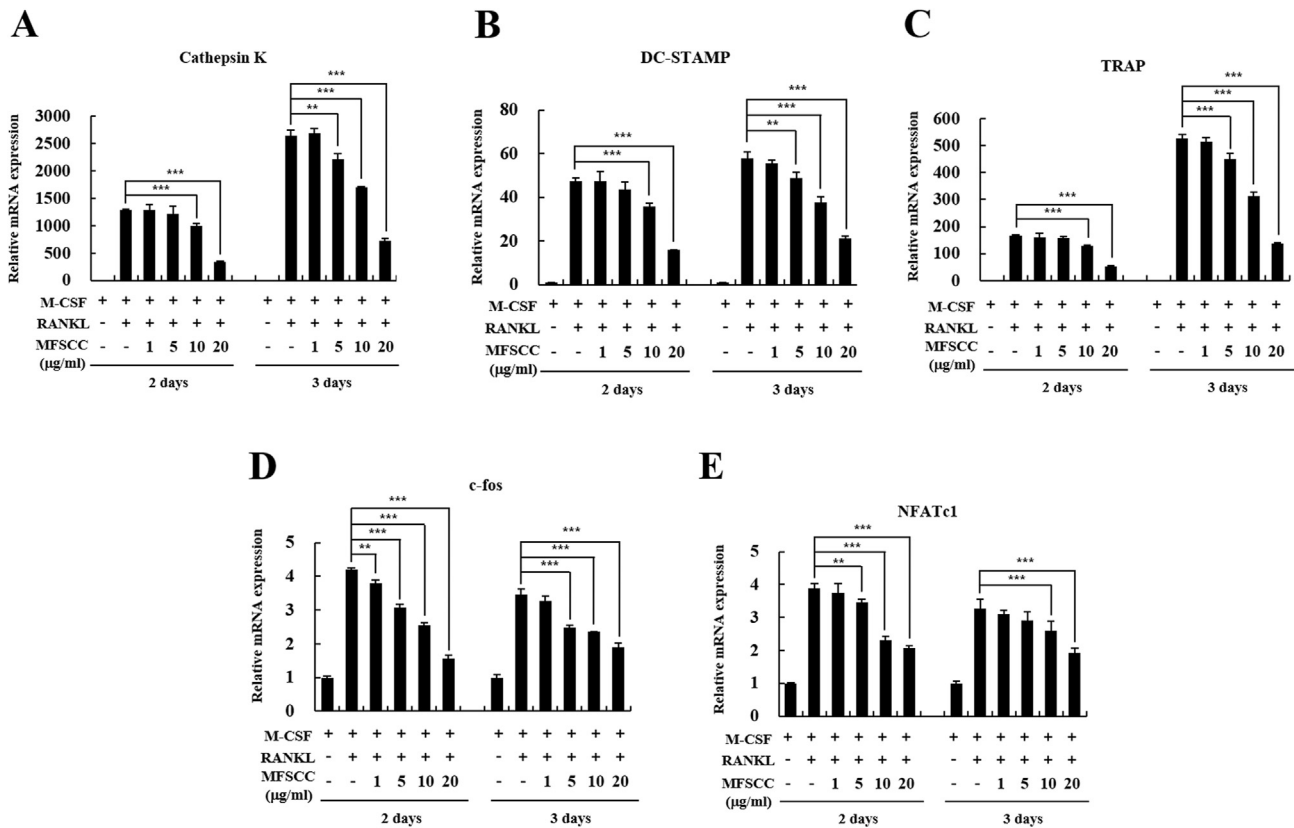 A
Cathepsin K
Relative mRNA expression
3000
2500
2000
1500
1000
500
0
*** ***
** *** ***
M-CSF + + + + + + + + + + + +
RANKL - + + + + + - + + + + +
MFSCC - - 1 5 10 20 - - 1 5 10 20
(μg/ml)
2 days 3 days
B
DC-STAMP
Relative mRNA expression
80
60
40
20
0
*** ***
** *** ***
M-CSF + + + + + + + + + + + +
RANKL - + + + + + - + + + + +
MFSCC - - 1 5 10 20 - - 1 5 10 20
(μg/ml)
2 days 3 days
C
TRAP
Relative mRNA expression
600
500
400
300
200
100
0
*** ***
*** *** ***
M-CSF + + + + + + + + + + + +
RANKL - + + + + + - + + + + +
MFSCC - - 1 5 10 20 - - 1 5 10 20
(μg/ml)
2 days 3 days
D
c-fos
Relative mRNA expression
5
4
3
2
1
0
** *** *** ***
*** *** ***
M-CSF + + + + + + + + + + + +
RANKL - + + + + + - + + + + +
MFSCC - - 1 5 10 20 - - 1 5 10 20
(μg/ml)
2 days 3 days
E
NFATc1
Relative mRNA expression
5
4
3
2
1
0
** *** ***
*** ***
M-CSF + + + + + + + + + + + +
RANKL - + + + + + - + + + + +
MFSCC - - 1 5 10 20 - - 1 5 10 20
(μg/ml)
2 days 3 days